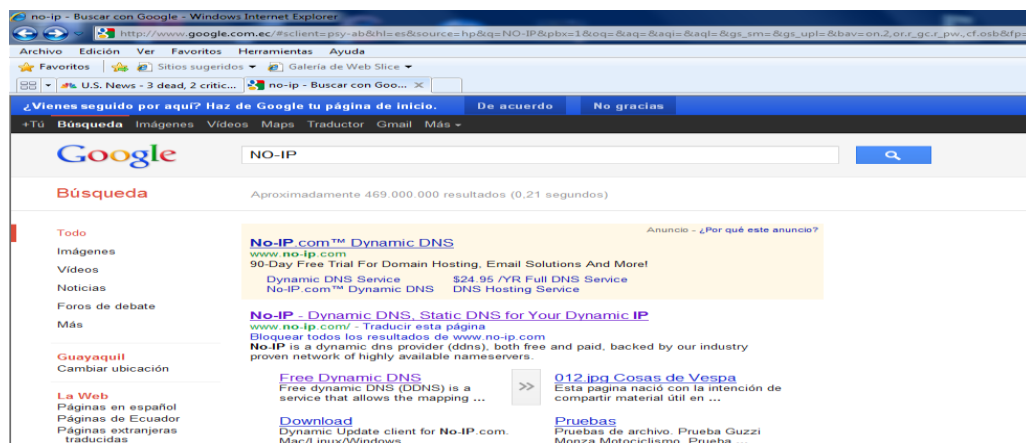 no-ip - Buscar con Google - Windows Internet Explorer
http://www.google.com.ec/#sclient=psy-ab&hl=es&source=hp&q=NO-IP&pbx=1&oq=&aq=&aqi=&aql=&gs_sm=&gs_upl=&bav=on.2,or.r_gc.r_pw.,cf.osb&fp=
Archivo Edición Ver Favoritos Herramientas Ayuda
Favoritos Sitios sugeridos Galería de Web Slice
U.S. News - 3 dead, 2 critic... no-ip - Buscar con Goo...
¿Vienes seguido por aquí? Haz de Google tu página de inicio. De acuerdo No gracias
+Tú Búsqueda Imágenes Vídeos Maps Traductor Gmail Más
Google NO-IP
Búsqueda Aproximadamente 469.000.000 resultados (0,21 segundos)
Todo
Imágenes
Vídeos
Noticias
Foros de debate
Más
Guayaquil
Cambiar ubicación
La Web
Páginas en español
Páginas de Ecuador
Páginas extranjeras
traducidas
Anuncio - ¿Por qué este anuncio?
No-IP.com™ Dynamic DNS
www.no-ip.com
90-Day Free Trial For Domain Hosting, Email Solutions And More!
Dynamic DNS Service $24.95 /YR Full DNS Service
No-IP.com™ Dynamic DNS DNS Hosting Service
No-IP - Dynamic DNS, Static DNS for Your Dynamic IP
www.no-ip.com/ - Traducir esta página
Bloquear todos los resultados de www.no-ip.com
No-IP is a dynamic dns provider (ddns), both free and paid, backed by our industry
proven network of highly available nameservers.
Free Dynamic DNS
Free dynamic DNS (DDNS) is a
service that allows the mapping ...
>>
012.jpg Cosas de Vespa
Esta pagina nació con la intención de
compartir material útil en ...
Download
Dynamic Update client for No-IP.com.
Mac/Linux/Windows
Pruebas
Pruebas de archivo. Prueba Guzzi
Monza Motociclismo. Prueba ...